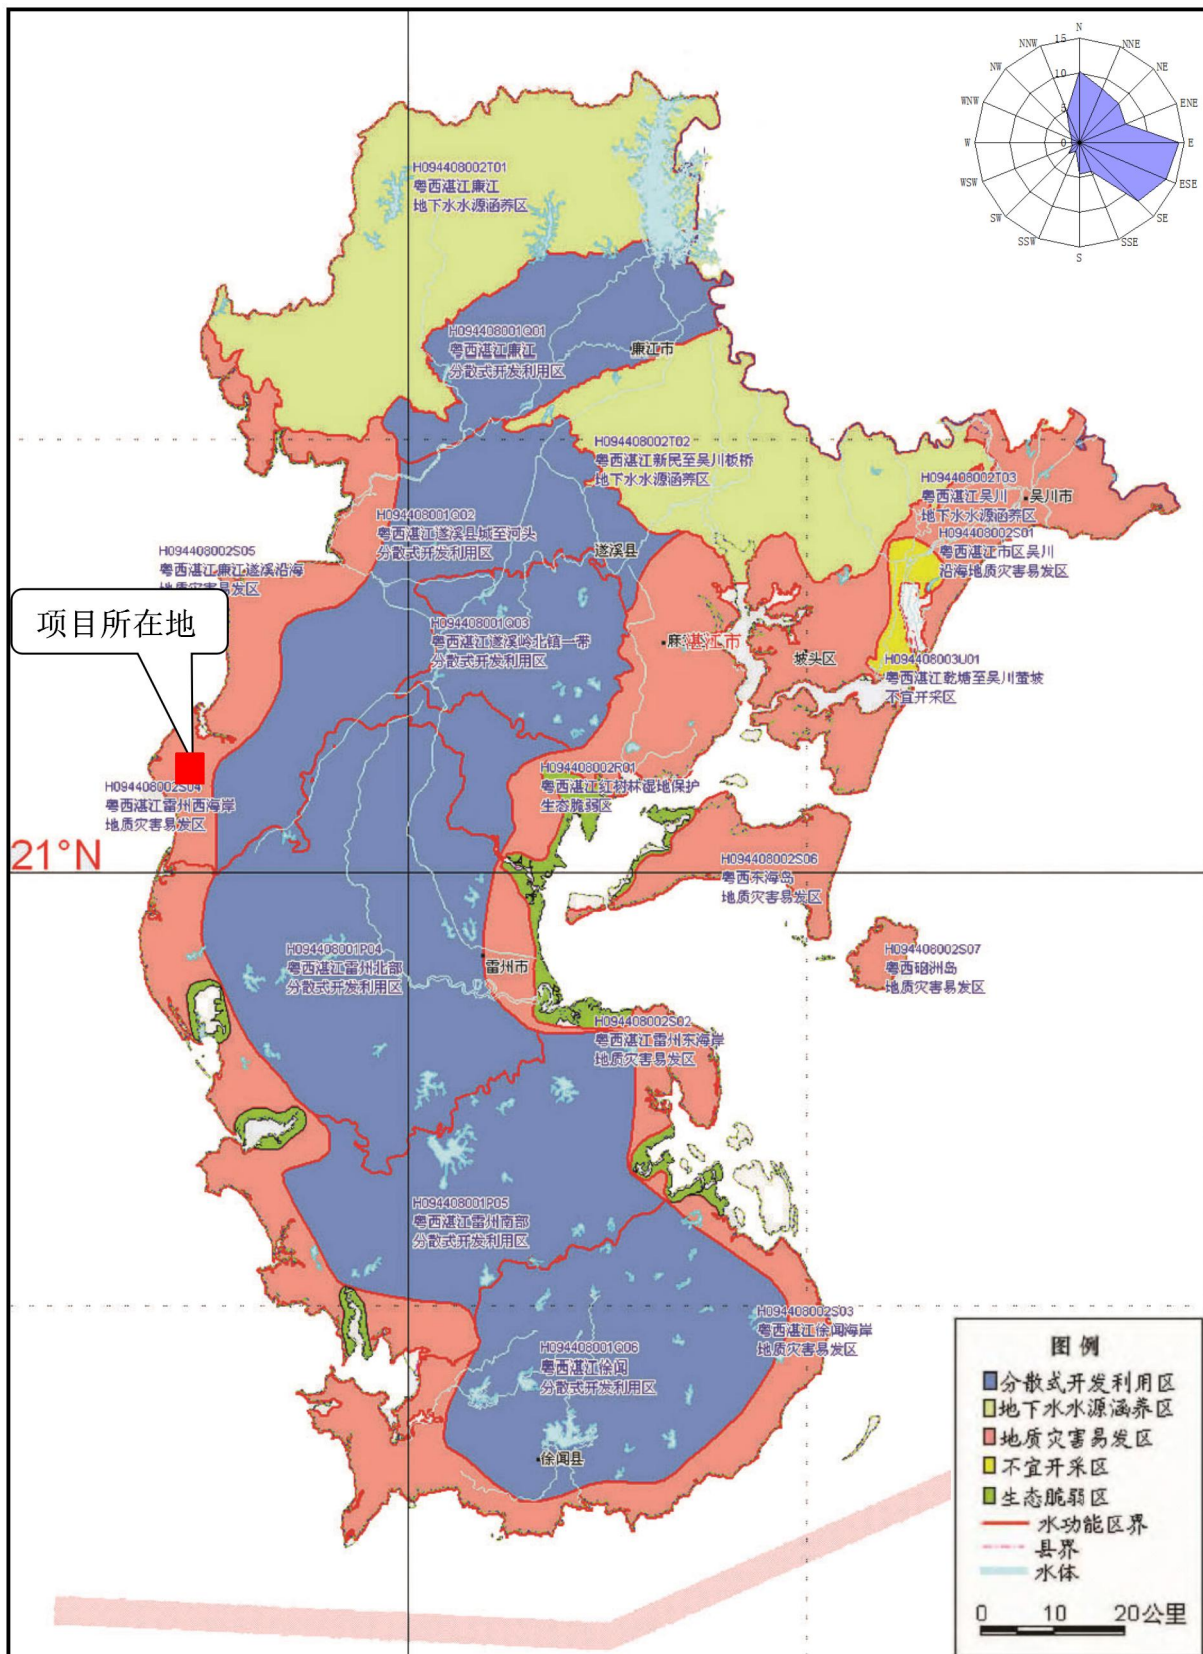 N
NNE
NE
ENE
E
ESE
SE
SSE
S
SSW
SW
WSW
W
WNW
NW
NNW
15
10
5
0
H094408002T01
粤西湛江廉江
地下水水源涵养区
H094408001Q01
粤西湛江廉江
分散式开发利用区
廉江市
H094408002T02
粤西湛江新民至吴川板桥
地下水水源涵养区
H094408002T03
粤西湛江吴川
地下水水源涵养区
吴川市
H094408002S01
粤西湛江市区吴川
沿海地质灾害易发区
H094408001Q02
粤西湛江遂溪县城至河头
分散式开发利用区
遂溪县
H094408002S05
粤西湛江廉江遂溪沿海
地质灾害易发区
项目所在地
H094408001Q03
粤西湛江遂溪岭北镇一带
分散式开发利用区
湛江市
坡头区
H094408003U01
粤西湛江乾塘至吴川萱坡
不宜开采区
H094408002S04
粤西湛江雷州西海岸
地质灾害易发区
H094408002R01
粤西湛江红树林湿地保护
生态脆弱区
21°N
H094408002S06
粤西东海岛
地质灾害易发区
H094408002S07
粤西硇洲岛
地质灾害易发区
H094408001P04
粤西湛江雷州北部
分散式开发利用区
雷州市
H094408002S02
粤西湛江雷州东海岸
地质灾害易发区
H094408001P05
粤西湛江雷州南部
分散式开发利用区
H094408002S03
粤西湛江徐闻海岸
地质灾害易发区
H094408001Q06
粤西湛江徐闻
分散式开发利用区
徐闻县
图例
分散式开发利用区
地下水水源涵养区
地质灾害易发区
不宜开采区
生态脆弱区
水功能区界
县界
水体
0 10 20公里